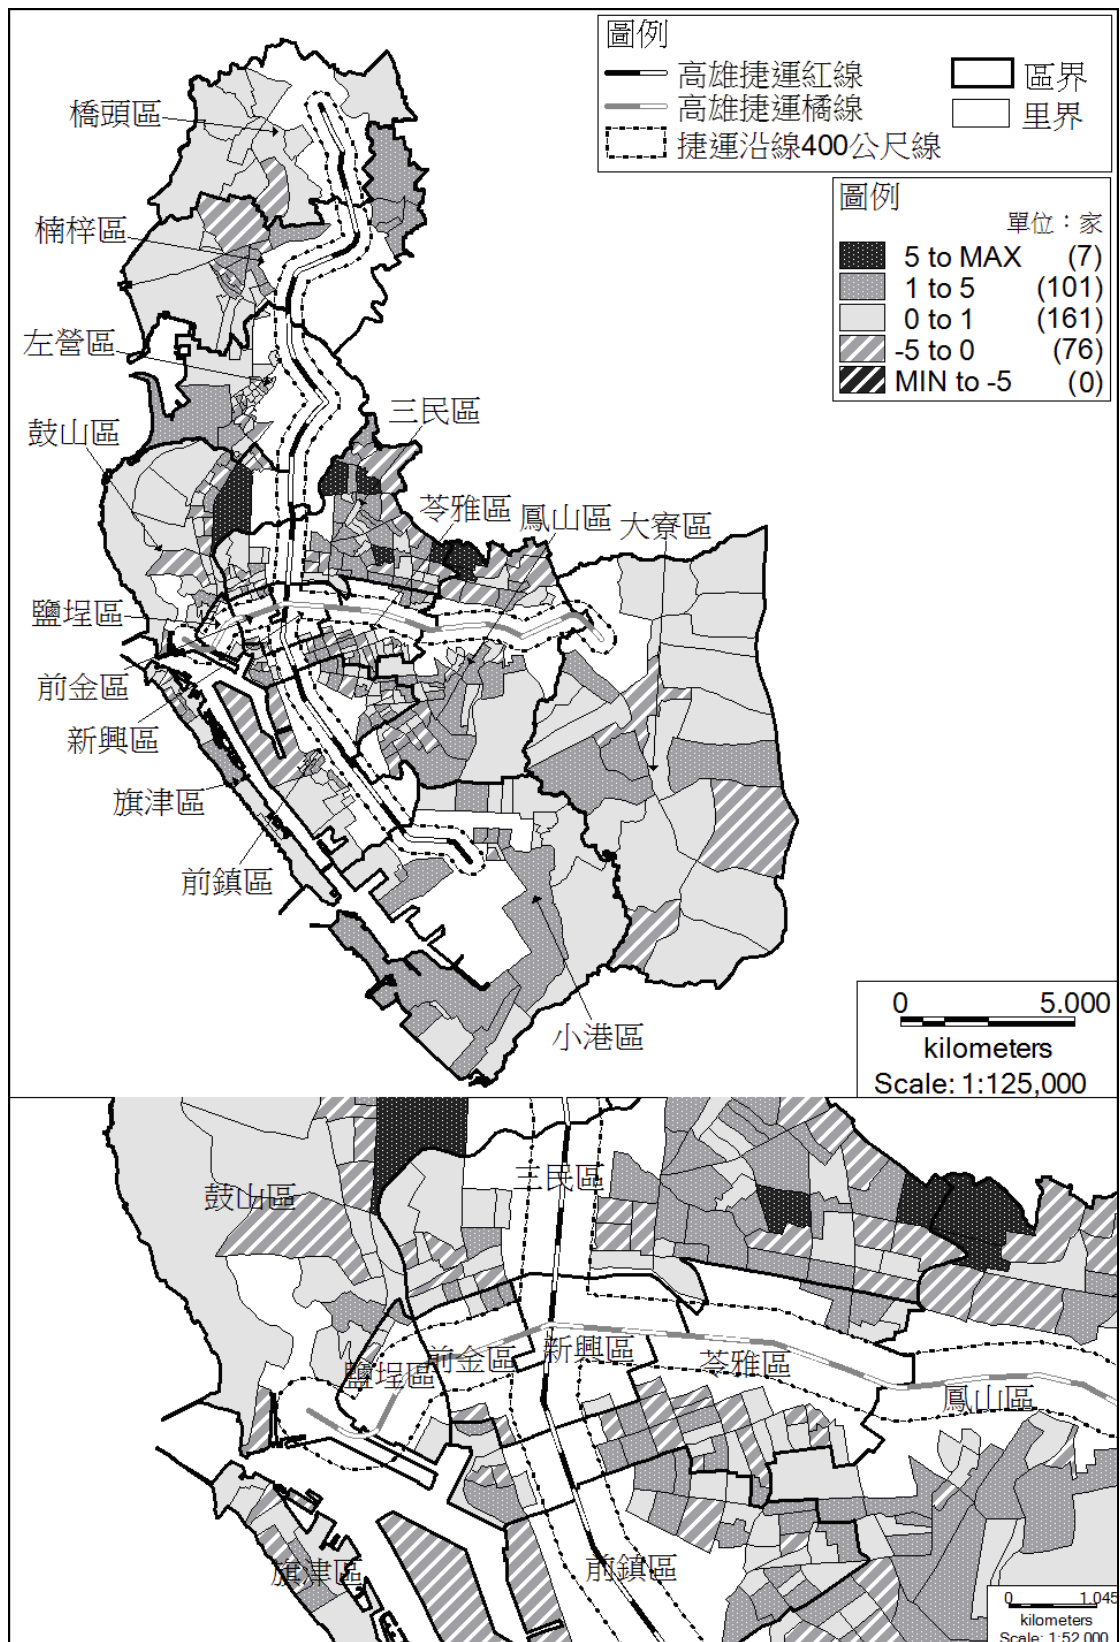 圖例
高雄捷運紅線
區界
高雄捷運橘線
里界
捷運沿線400公尺線
圖例
單位：家
5 to MAX (7)
1 to 5 (101)
0 to 1 (161)
-5 to 0 (76)
MIN to -5 (0)
橋頭區
楠梓區
左營區
三民區
鼓山區
苓雅區
鳳山區
大寮區
鹽埕區
前金區
新興區
旗津區
前鎮區
小港區
0 5.000
kilometers
Scale: 1:125,000
三民區
鼓山區
新興區
前金區
苓雅區
鹽埕區
鳳山區
前鎮區
旗津區
0 1.045
kilometers
Scale: 1:52,000